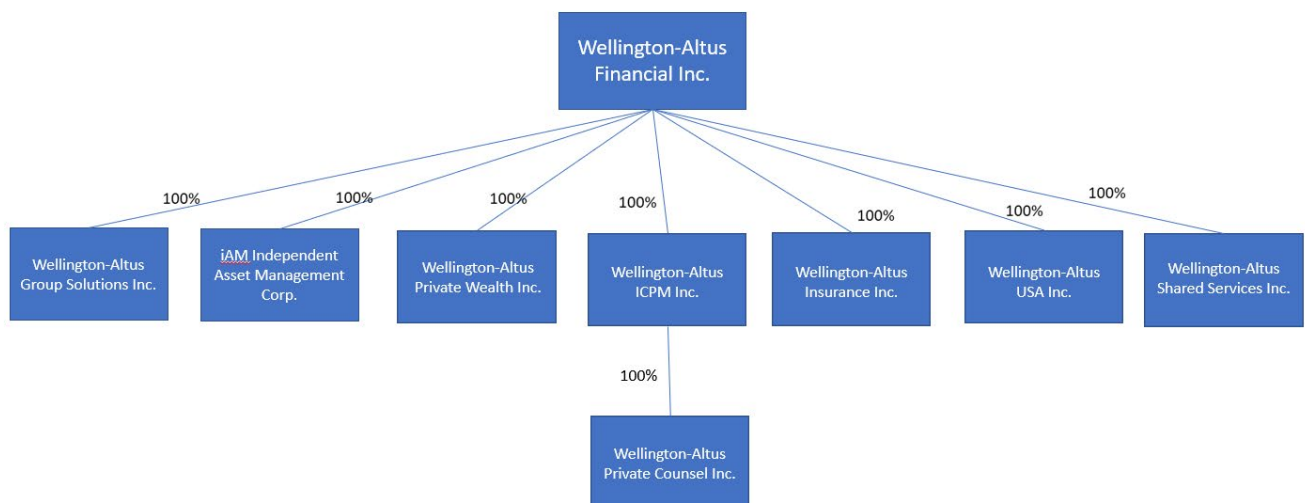 Wellington-Altus
Financial Inc.
100%
100%
100%
100%
100%
100%
100%
Wellington-Altus
Group Solutions Inc.
iAM Independent
Asset Management
Corp.
Wellington-Altus
Private Wealth Inc.
Wellington-Altus
ICPM Inc.
Wellington-Altus
Insurance Inc.
Wellington-Altus
USA Inc.
Wellington-Altus
Shared Services Inc.
100%
Wellington-Altus
Private Counsel Inc.